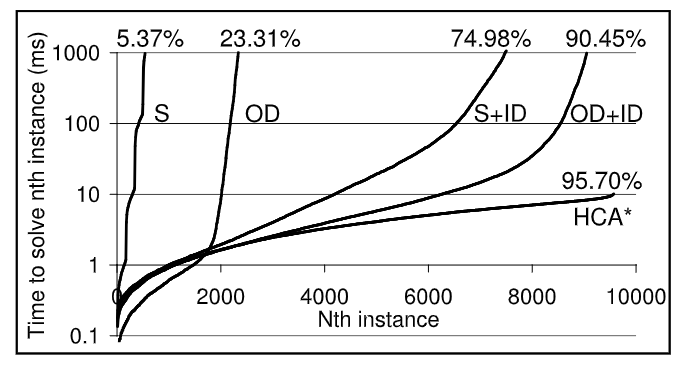 5.37% 23.31% 74.98% 90.45%
Time to solve nth instance (ms)
1000
100
10
1
0.1
S OD S+ID OD+ID
95.70%
HCA*
0 2000 4000 6000 8000 10000
Nth instance